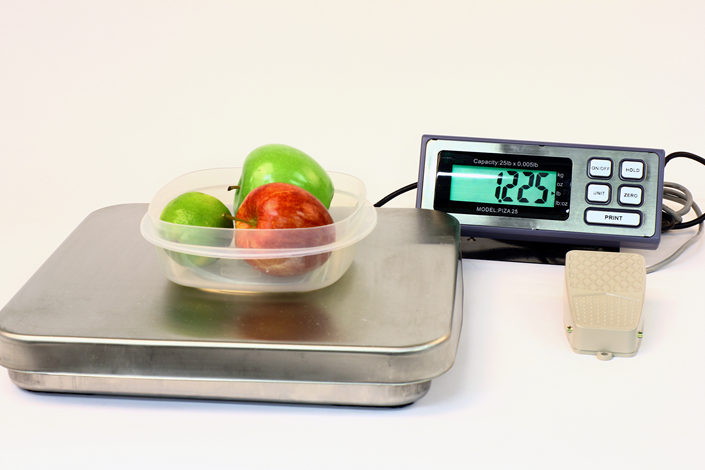 Capacity:25lb x 0.005lb
1.225
kg
oz
lb
lb:oz
MODEL:PIZA 25
ON/OFF
HOLD
UNIT
ZERO
PRINT